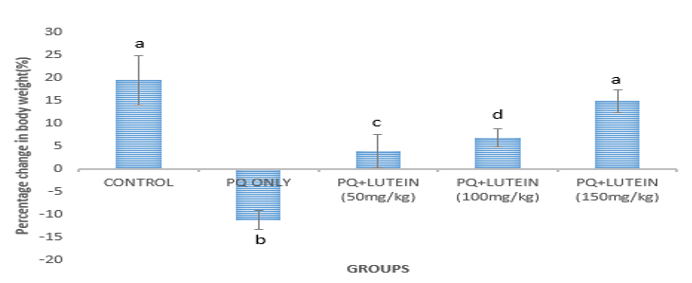 Percentage change in body weight(%)
30
25
20
15
10
5
0
-5
-10
-15
-20
a
b
c
d
a
CONTROL
PQ ONLY
PQ+LUTEIN
(50mg/kg)
PQ+LUTEIN
(100mg/kg)
PQ+LUTEIN
(150mg/kg)
GROUPS